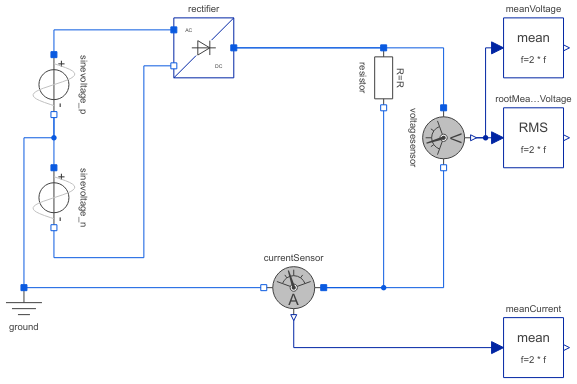 rectifier
meanVoltage
AC
DC
mean
f=2 * f
sinevoltage_p
+
-
resistor
R=R
rootMea...Voltage
RMS
f=2 * f
voltagesensor
V
sinevoltage_n
+
-
currentSensor
A
ground
meanCurrent
mean
f=2 * f